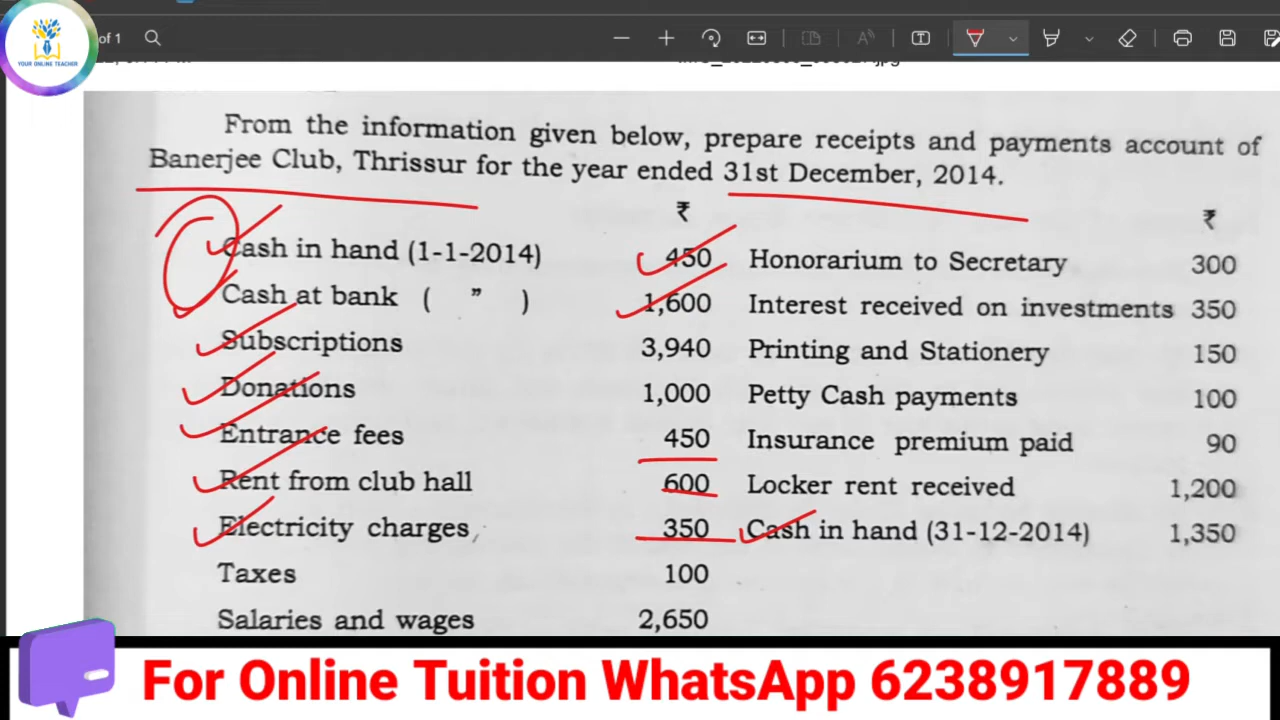 YOUR ONLINE TEACHER
of 1
From the information given below, prepare receipts and payments account of
Banerjee Club, Thrissur for the year ended 31st December, 2014.
₹ ₹
Cash in hand (1-1-2014) 450 Honorarium to Secretary 300
Cash at bank ( ” ) 1,600 Interest received on investments 350
Subscriptions 3,940 Printing and Stationery 150
Donations 1,000 Petty Cash payments 100
Entrance fees 450 Insurance premium paid 90
Rent from club hall 600 Locker rent received 1,200
Electricity charges 350 Cash in hand (31-12-2014) 1,350
Taxes 100
Salaries and wages 2,650
For Online Tuition WhatsApp 6238917889